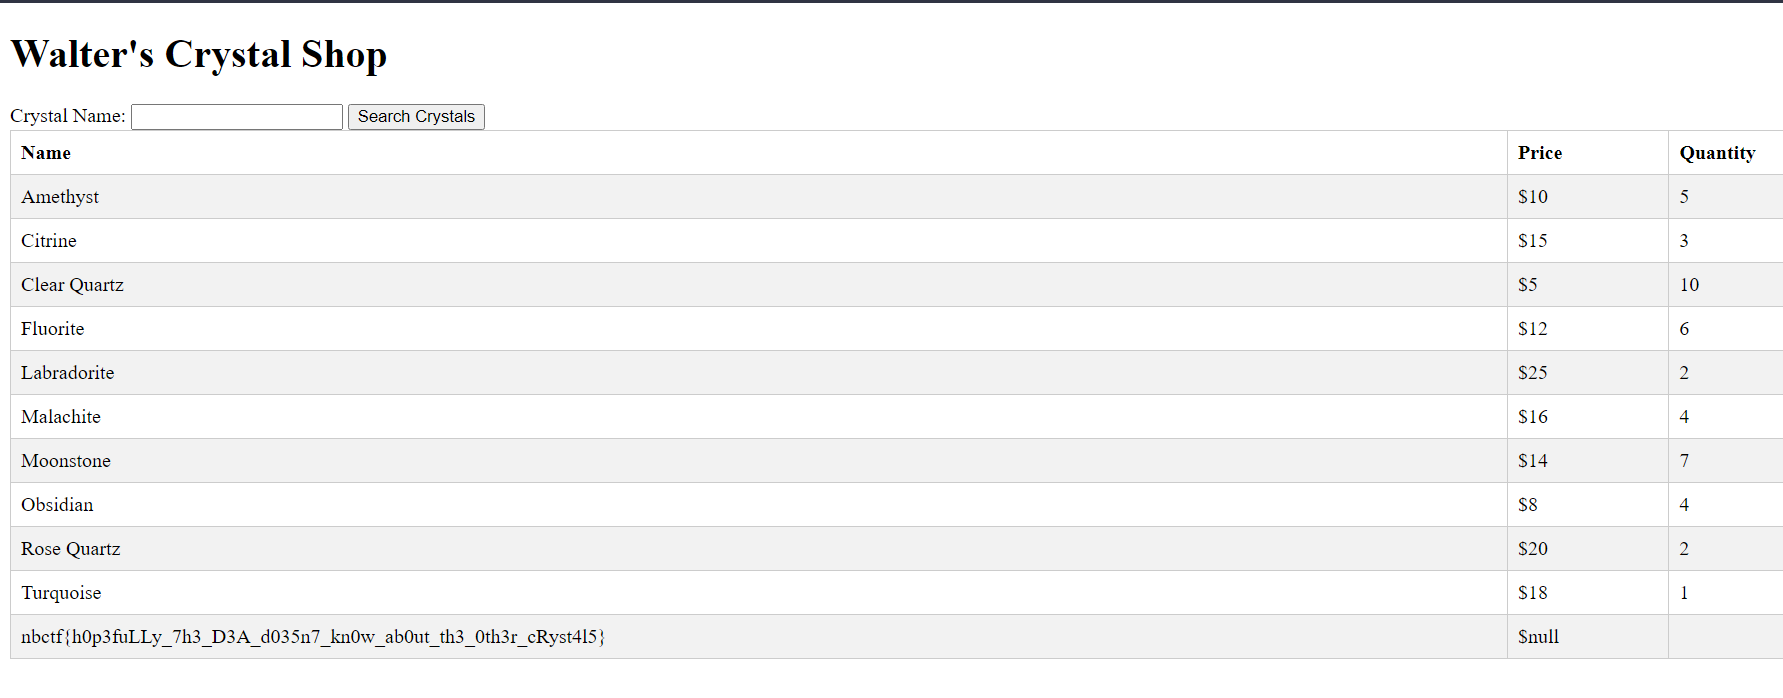 Walter's Crystal Shop
Crystal Name: Search Crystals
Name Price Quantity
Amethyst $10 5
Citrine $15 3
Clear Quartz $5 10
Fluorite $12 6
Labradorite $25 2
Malachite $16 4
Moonstone $14 7
Obsidian $8 4
Rose Quartz $20 2
Turquoise $18 1
nbctf{h0p3fuLLy_7h3_D3A_d035n7_kn0w_ab0ut_th3_0th3r_cRyst4l5} $null